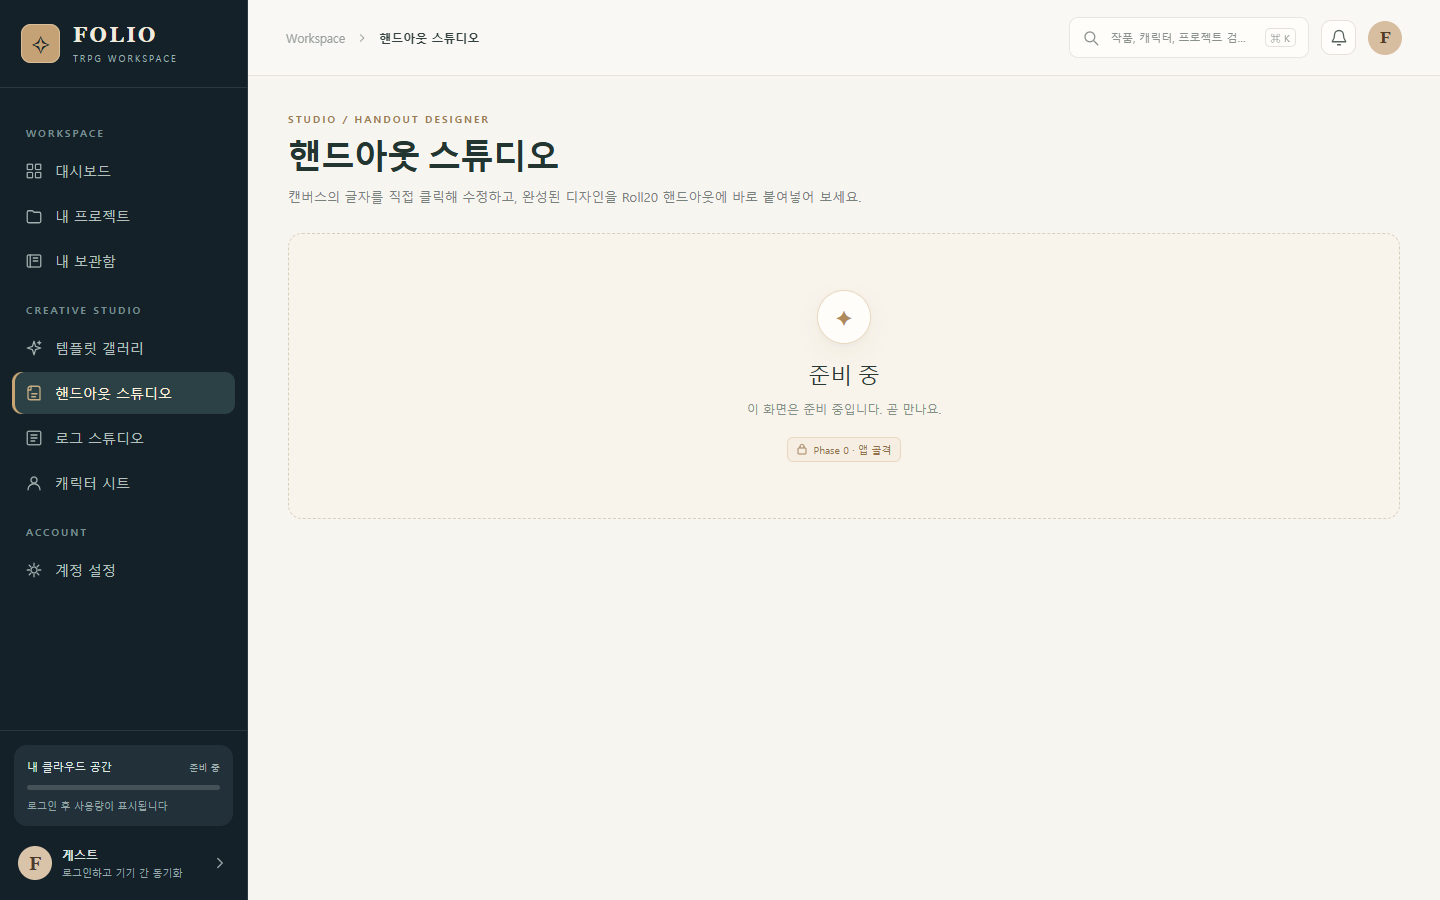 FOLIO
TRPG WORKSPACE
WORKSPACE
대시보드
내 프로젝트
내 보관함
CREATIVE STUDIO
템플릿 갤러리
핸드아웃 스튜디오
로그 스튜디오
캐릭터 시트
ACCOUNT
계정 설정
내 클라우드 공간 준비 중
로그인 후 사용량이 표시됩니다
F
게스트
로그인하고 기기 간 동기화
Workspace > 핸드아웃 스튜디오
작품, 캐릭터, 프로젝트 검... ⌘ K
F
STUDIO / HANDOUT DESIGNER
핸드아웃 스튜디오
캔버스의 글자를 직접 클릭해 수정하고, 완성된 디자인을 Roll20 핸드아웃에 바로 붙여넣어 보세요.
준비 중
이 화면은 준비 중입니다. 곧 만나요.
Phase 0 · 앱 골격